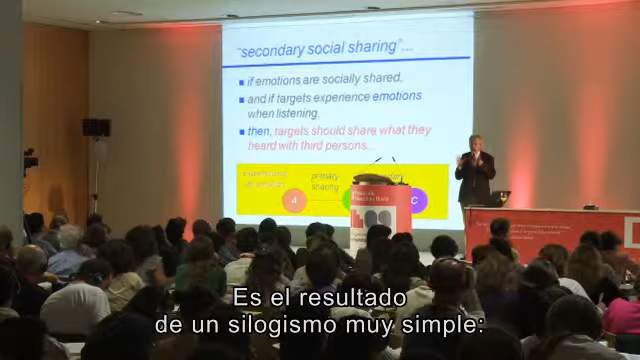 "secondary social sharing"...
if emotions are socially shared,
and if targets experience emotions
when listening,
then, targets should share what they
heard with third persons...
primary
sharing
A
C
Es el resultado
de un silogismo muy simple: